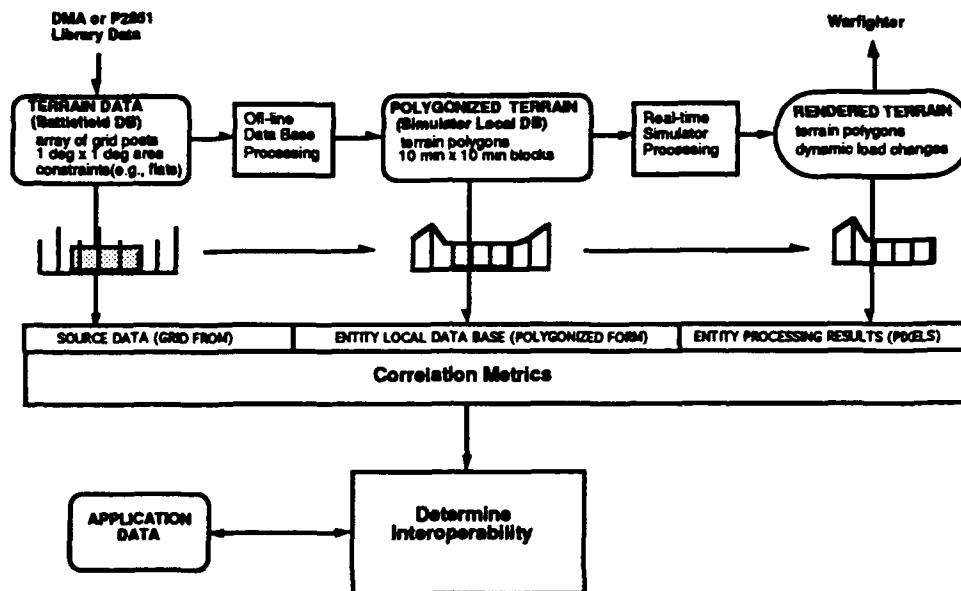 DMA or P2851
Library Data
Warfighter
TERRAIN DATA
(Battlefield DB)
array of grid posts
1 deg x 1 deg area
constraints(e.g., flats)
Off-line
Data Base
Processing
POLYGONIZED TERRAIN
(Simulator Local DB)
terrain polygons
10 min x 10 min blocks
Real-time
Simulator
Processing
RENDERED TERRAIN
terrain polygons
dynamic load changes
SOURCE DATA (GRID FROM)
ENTITY LOCAL DATA BASE (POLYGONIZED FORM)
ENTITY PROCESSING RESULTS (PIXELS)
Correlation Metrics
APPLICATION
DATA
Determine
Interoperability